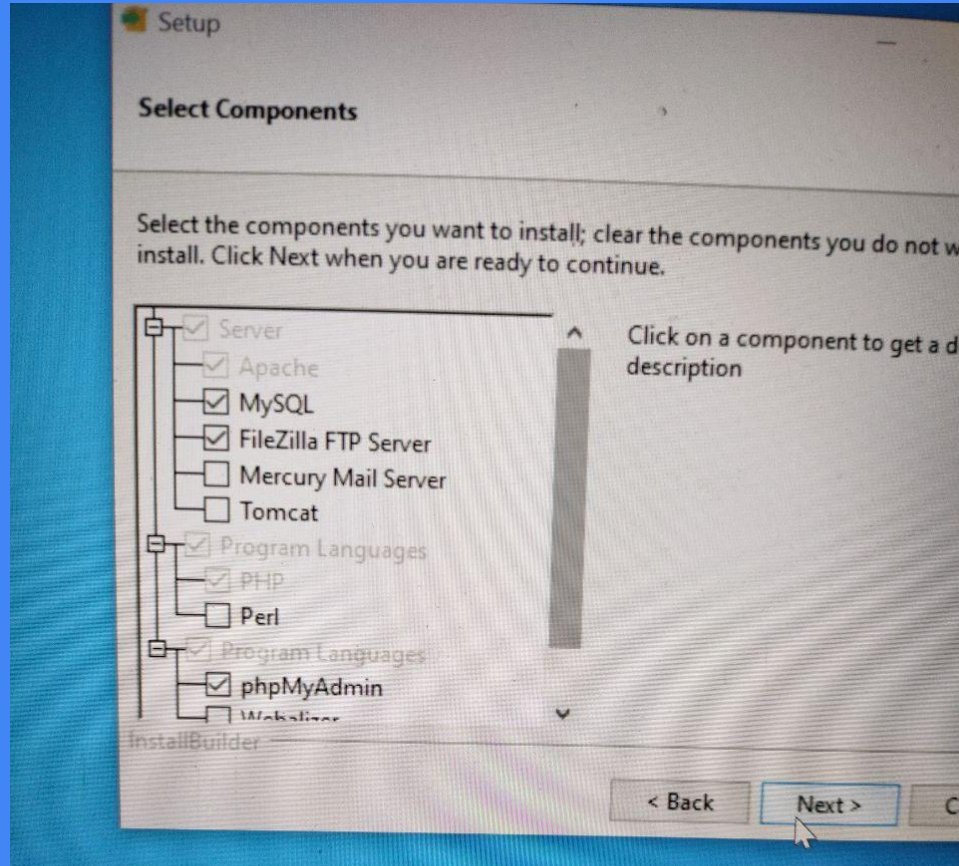 Setup
Select Components
Select the components you want to install; clear the components you do not
install. Click Next when you are ready to continue.
Server
Apache
MySQL
FileZilla FTP Server
Mercury Mail Server
Tomcat
Program Languages
PHP
Perl
Program Languages
phpMyAdmin
Webalizer
Click on a component to get a
description
InstallBuilder
< Back
Next >